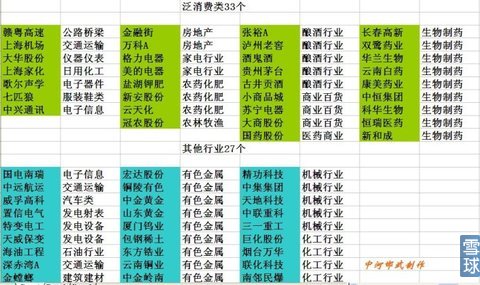 泛消费类33个
赣粤高速 公路桥梁 金融街 房地产 张裕A 酿酒行业 长春高新 生物制药
上海机场 交通运输 万科A 房地产 泸州老窖 酿酒行业 双鹭药业 生物制药
大华股份 仪器仪表 格力电器 家电行业 酒鬼酒 酿酒行业 华兰生物 生物制药
上海家化 日用化工 美的电器 家电行业 贵州茅台 酿酒行业 云南白药 生物制药
歌尔声学 电子器件 盐湖钾肥 农药化肥 古井贡酒 酿酒行业 康美药业 生物制药
七匹狼 服装鞋类 新安股份 农药化肥 小商品城 商业百货 中恒集团 生物制药
中兴通讯 电子信息 云天化 农药化肥 苏宁电器 商业百货 科华生物 生物制药
冠农股份 农林牧渔 大商股份 商业百货 恒瑞医药 生物制药
国药股份 医药商业 新和成 生物制药
其他行业27个
国电南瑞 电子信息 宏达股份 有色金属 精功科技 机械行业
中远航运 交通运输 铜陵有色 有色金属 中集集团 机械行业
威孚高科 汽车类 中金黄金 有色金属 天地科技 机械行业
置信电气 发电射表 山东黄金 有色金属 中联重科 机械行业
特变电工 发电设备 厦门钨业 有色金属 三一重工 机械行业
天威保变 发电设备 包钢稀土 有色金属 巨化股份 化工行业
海油工程 石油行业 东方锆业 有色金属 烟台万华 化工行业
深赤湾A 交通运输 云南铜业 有色金属 联化科技 化工行业
金螳螂 建筑建材 中金岭南 有色金属 南邻民爆 化工行业
中河乡式制作
雪球